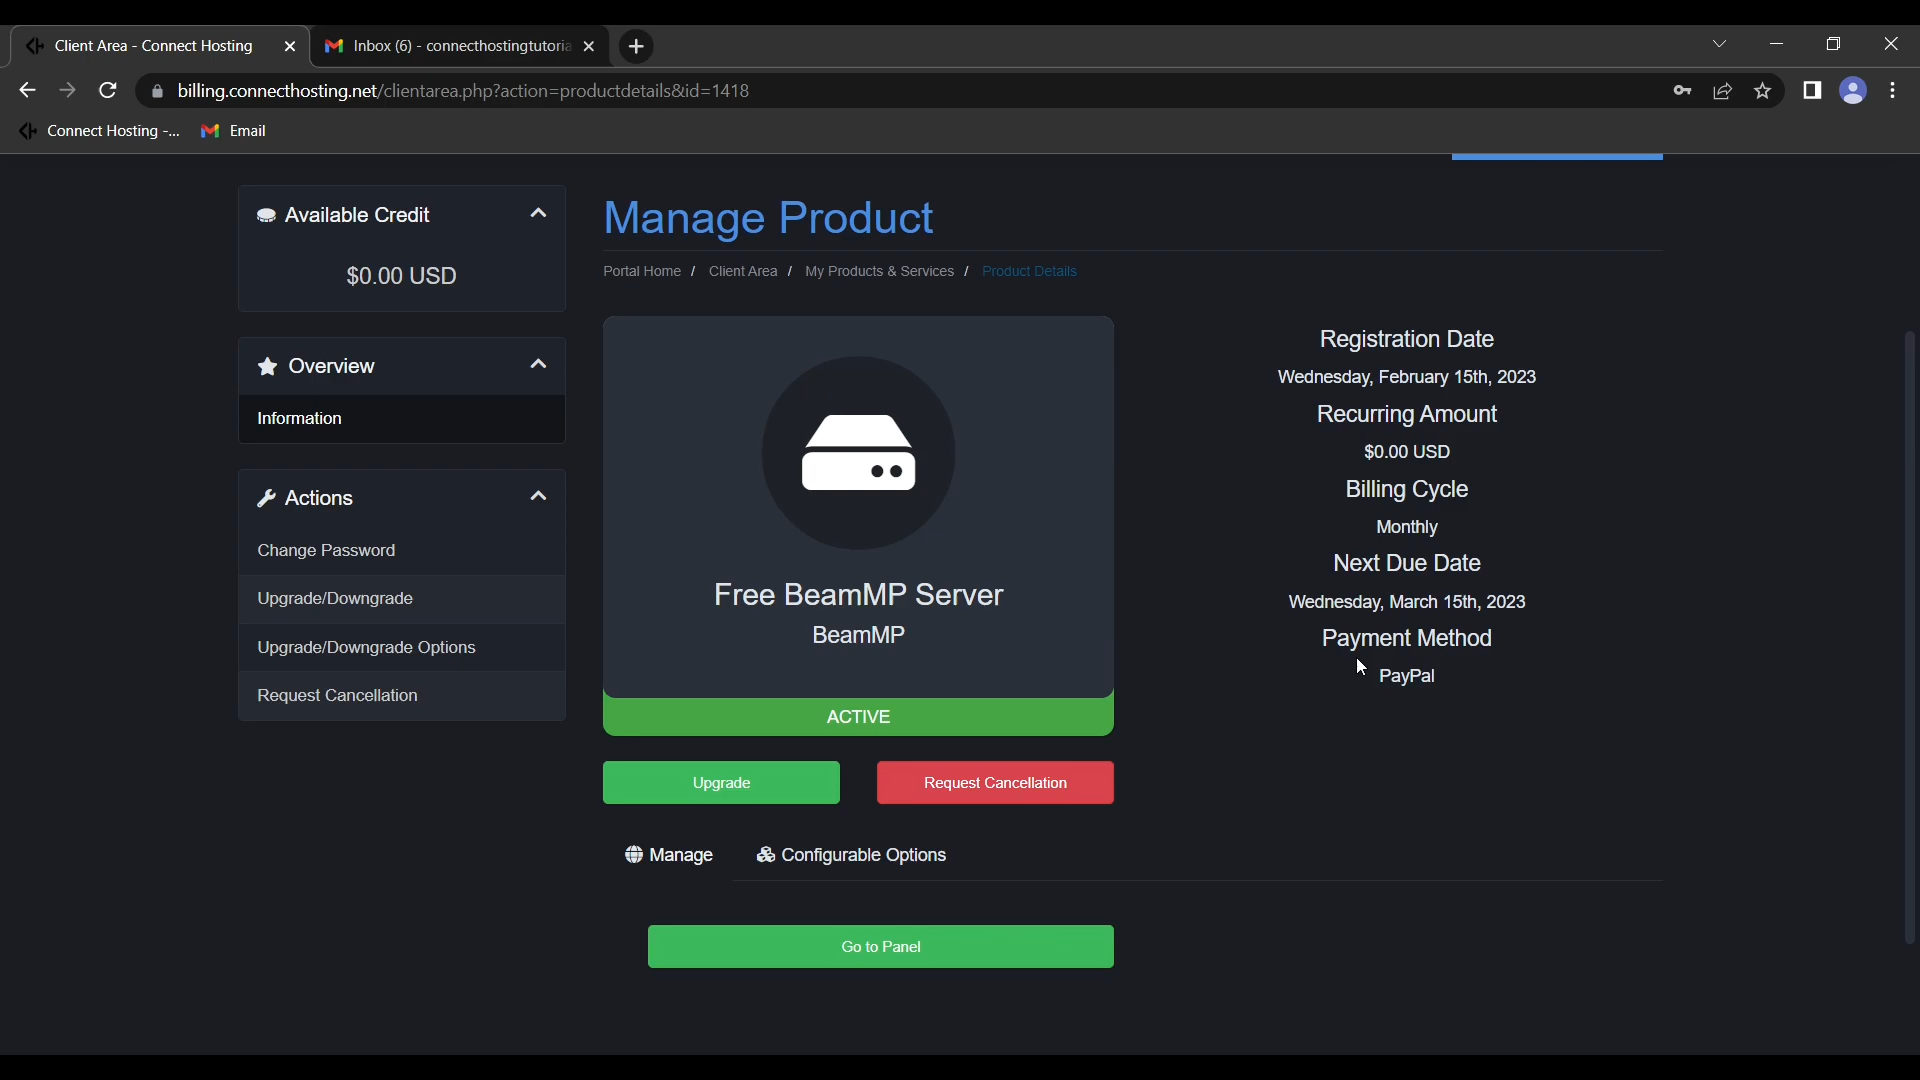 Client Area - Connect Hosting
Inbox (6) - connecthostingtutoria
billing.connecthosting.net/clientarea.php?action=productdetails&id=1418
Connect Hosting -...
Email
Available Credit
$0.00 USD
Overview
Information
Actions
Change Password
Upgrade/Downgrade
Upgrade/Downgrade Options
Request Cancellation
Manage Product
Portal Home / Client Area / My Products & Services / Product Details
Free BeamMP Server
BeamMP
ACTIVE
Upgrade
Request Cancellation
Registration Date
Wednesday, February 15th, 2023
Recurring Amount
$0.00 USD
Billing Cycle
Monthly
Next Due Date
Wednesday, March 15th, 2023
Payment Method
PayPal
Manage
Configurable Options
Go to Panel